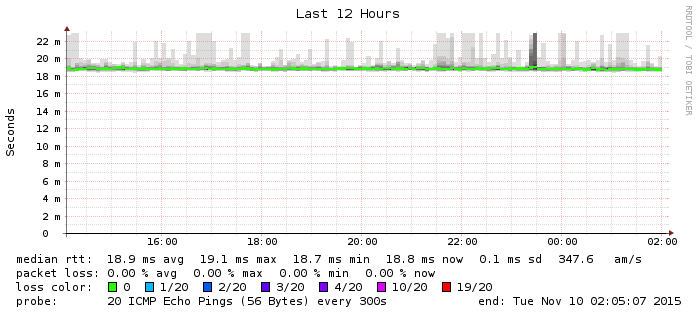 Last 12 Hours
RRDTOOL / TOBI OETIKER
Seconds
22 m
20 m
18 m
16 m
14 m
12 m
10 m
8 m
6 m
4 m
2 m
0
16:00 18:00 20:00 22:00 00:00 02:00
median rtt: 18.9 ms avg 19.1 ms max 18.7 ms min 18.8 ms now 0.1 ms sd 347.6 am/s
packet loss: 0.00 % avg 0.00 % max 0.00 % min 0.00 % now
loss color: 0 1/20 2/20 3/20 4/20 10/20 19/20
probe: 20 ICMP Echo Pings (56 Bytes) every 300s end: Tue Nov 10 02:05:07 2015